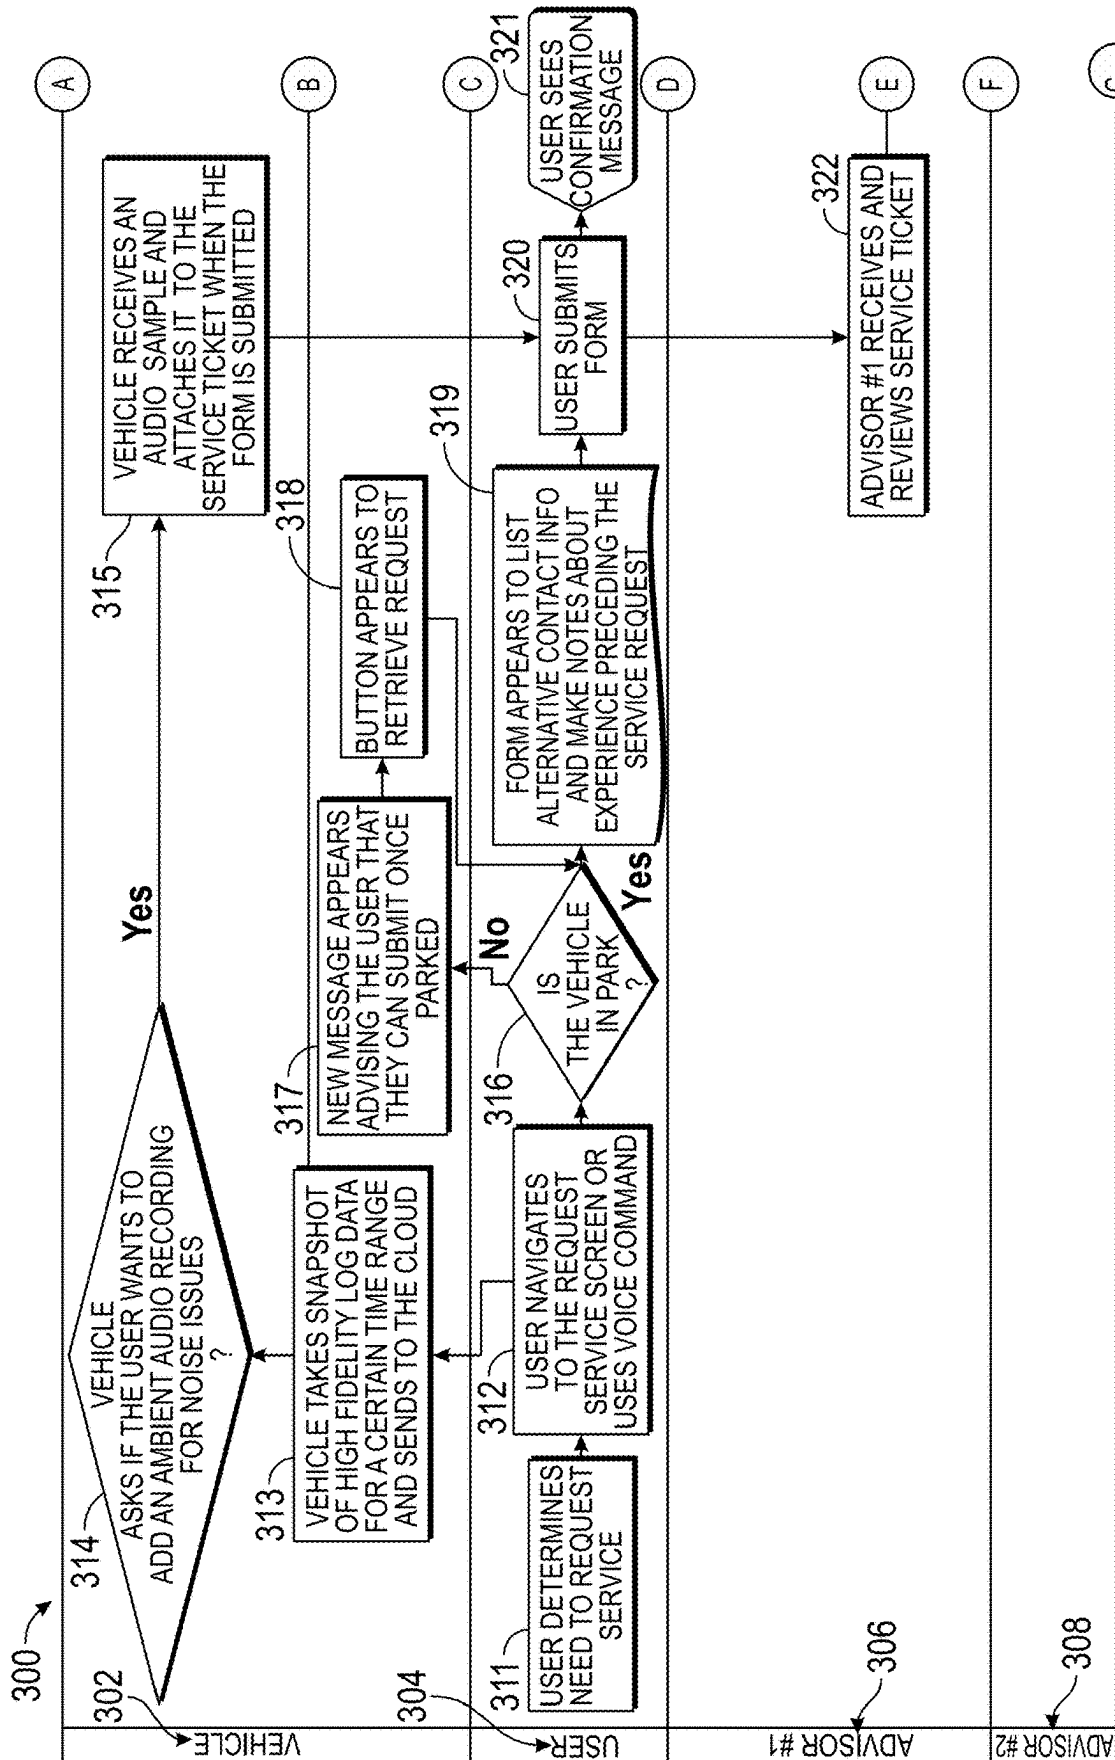 300
302
VEHICLE
304
USER
306
ADVISOR #1
308
ADVISOR #2
314
VEHICLE
ASKS IF THE USER WANTS TO
ADD AN AMBIENT AUDIO RECORDING
FOR NOISE ISSUES
?
Yes
315
VEHICLE RECEIVES AN
AUDIO SAMPLE AND
ATTACHES IT TO THE
SERVICE TICKET WHEN THE
FORM IS SUBMITTED
A
313
VEHICLE TAKES SNAPSHOT
OF HIGH FIDELITY LOG DATA
FOR A CERTAIN TIME RANGE
AND SENDS TO THE CLOUD
317
NEW MESSAGE APPEARS
ADVISING THE USER THAT
THEY CAN SUBMIT ONCE
PARKED
318
BUTTON APPEARS TO
RETRIEVE REQUEST
B
C
311
USER DETERMINES
NEED TO REQUEST
SERVICE
312
USER NAVIGATES
TO THE REQUEST
SERVICE SCREEN OR
USES VOICE COMMAND
316
IS
THE VEHICLE
IN PARK
?
No
Yes
319
FORM APPEARS TO LIST
ALTERNATIVE CONTACT INFO
AND MAKE NOTES ABOUT
EXPERIENCE PRECEDING THE
SERVICE REQUEST
320
USER SUBMITS
FORM
321
USER SEES
CONFIRMATION
MESSAGE
D
322
ADVISOR #1 RECEIVES AND
REVIEWS SERVICE TICKET
E
F